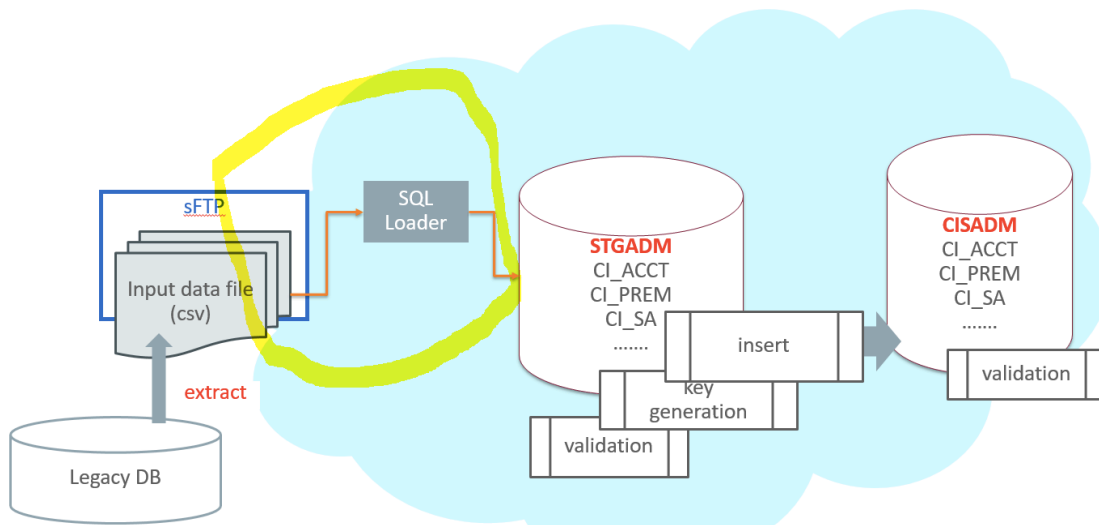 sFTP
Input data file
(csv)
extract
Legacy DB
SQL
Loader
STGADM
CI_ACCT
CI_PREM
CI_SA
.......
insert
key
generation
validation
CISADM
CI_ACCT
CI_PREM
CI_SA
.......
validation